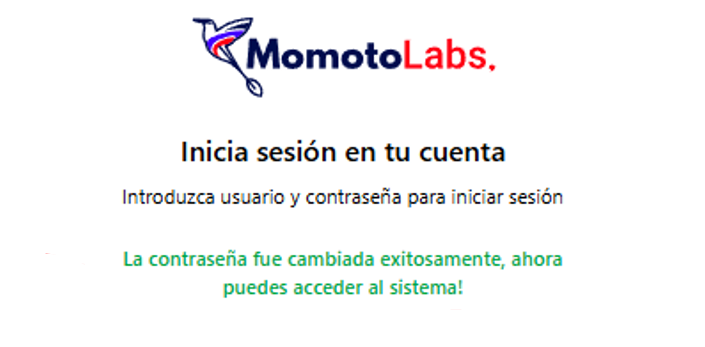 MomotoLabs.
Inicia sesión en tu cuenta
Introduzca usuario y contraseña para iniciar sesión
La contraseña fue cambiada exitosamente, ahora
puedes acceder al sistema!